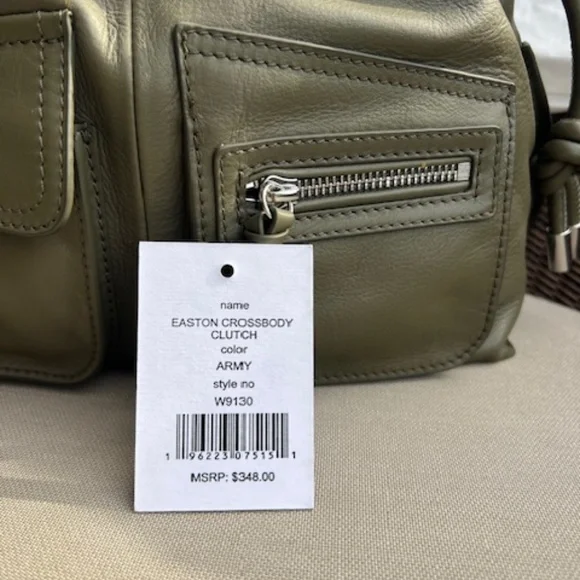 name
EASTON CROSSBODY
CLUTCH
color
ARMY
style no
W9130
1 96223 07515 1
MSRP: $348.00